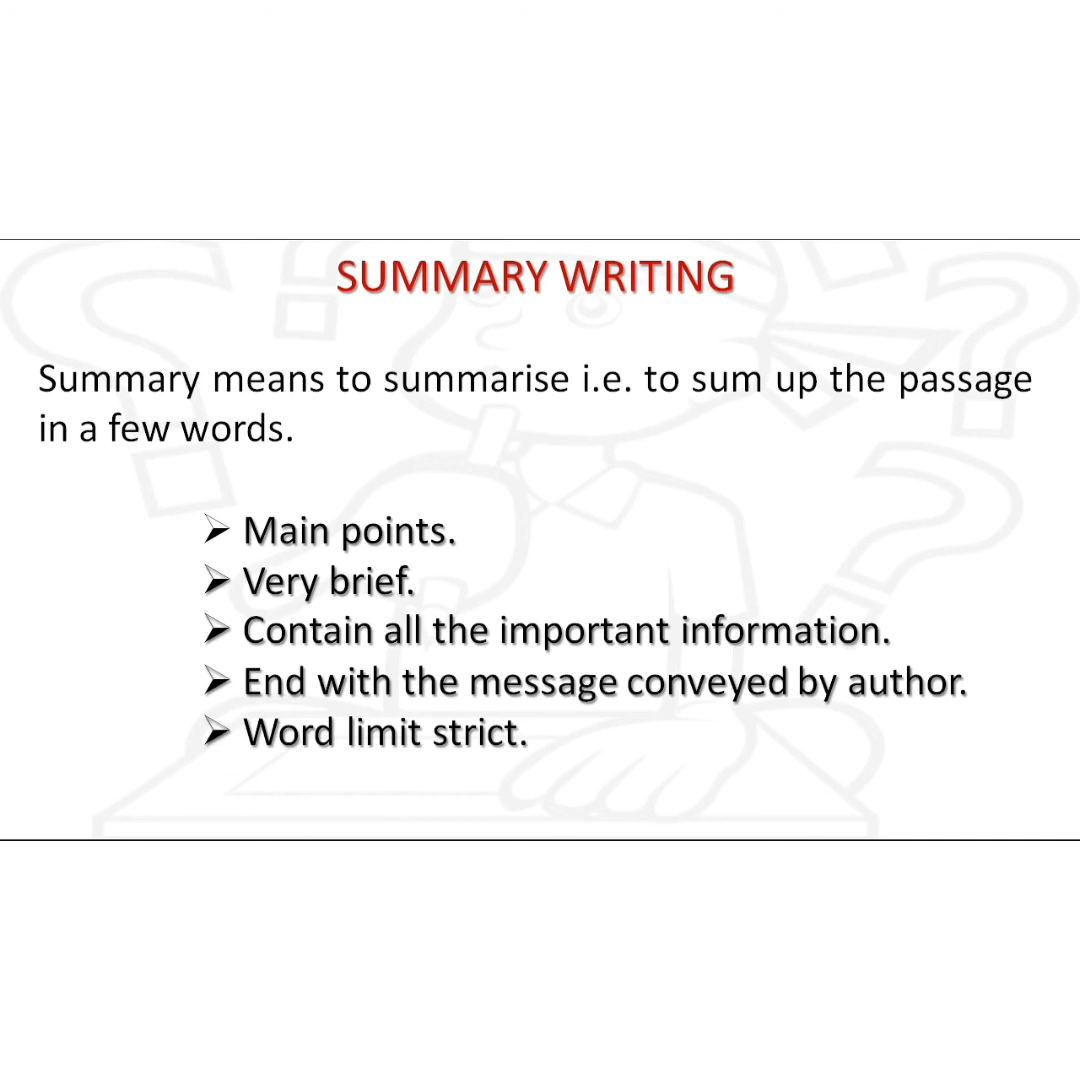 SUMMARY WRITING
Summary means to summarise i.e. to sum up the passage
in a few words.
➢ Main points.
➢ Very brief.
➢ Contain all the important information.
➢ End with the message conveyed by author.
➢ Word limit strict.